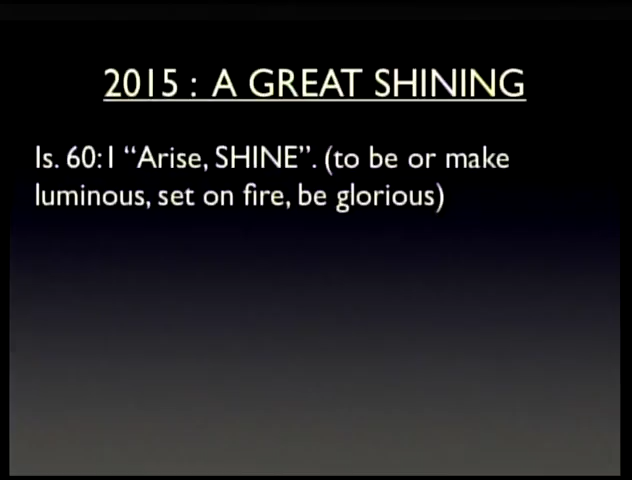 2015 : A GREAT SHINING
Is. 60:1 “Arise, SHINE”. (to be or make
luminous, set on fire, be glorious)